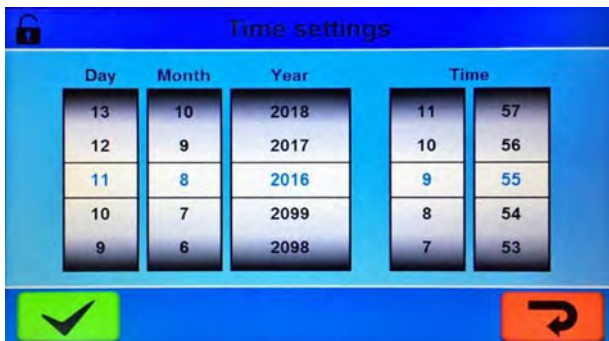 Time settings
Day Month Year Time
13 10 2018 11 57
12 9 2017 10 56
11 8 2016 9 55
10 7 2099 8 54
9 6 2098 7 53